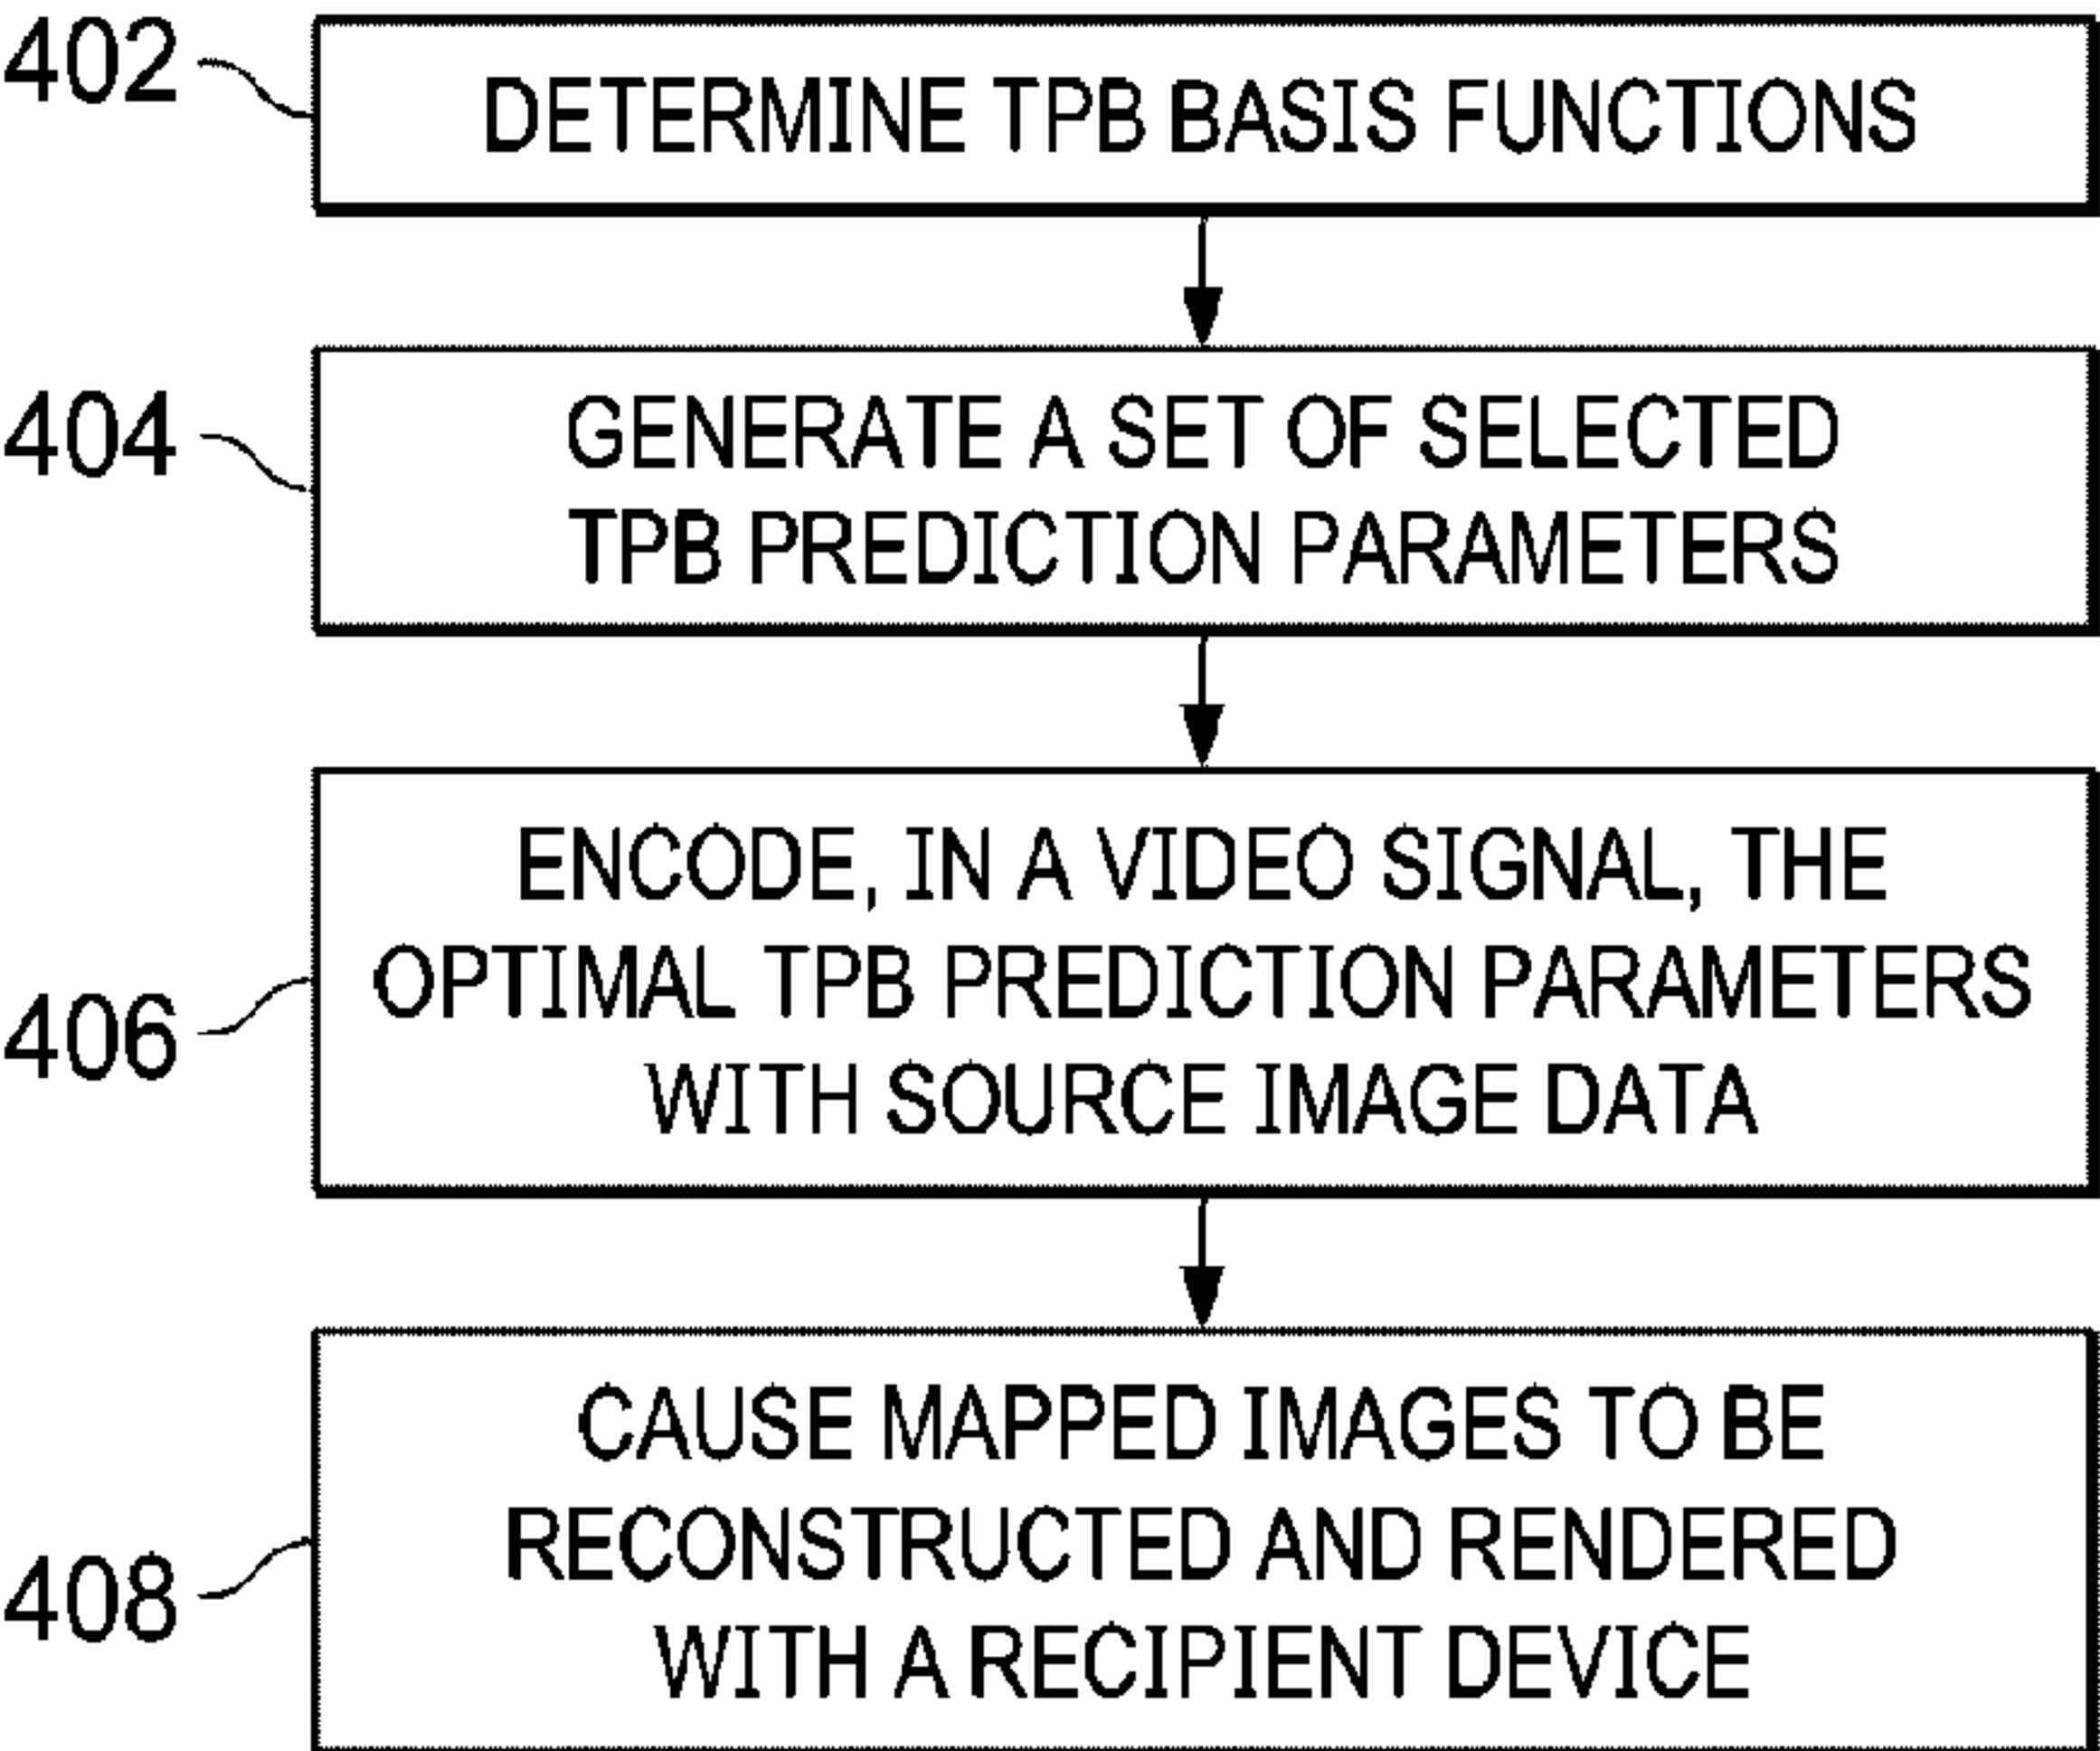 402
DETERMINE TPB BASIS FUNCTIONS
404
GENERATE A SET OF SELECTED
TPB PREDICTION PARAMETERS
406
ENCODE, IN A VIDEO SIGNAL, THE
OPTIMAL TPB PREDICTION PARAMETERS
WITH SOURCE IMAGE DATA
408
CAUSE MAPPED IMAGES TO BE
RECONSTRUCTED AND RENDERED
WITH A RECIPIENT DEVICE